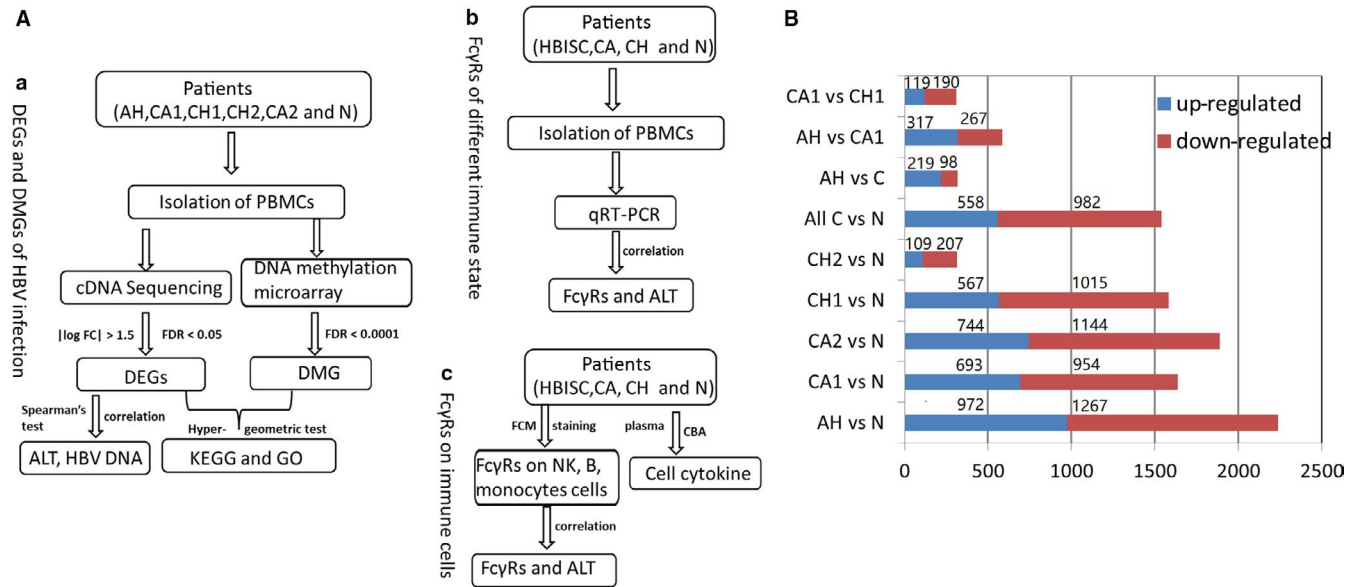 A
a
DEGs and DMGs of HBV infection
Patients
(AH,CA1,CH1,CH2,CA2 and N)
Isolation of PBMCs
cDNA Sequencing
DNA methylation
microarray
|log FC| > 1.5
FDR < 0.05
FDR < 0.0001
DEGs
DMG
Spearman's
test
correlation
Hyper-
geometric test
ALT, HBV DNA
KEGG and GO
b
FcγRs of different immune state
Patients
(HBISC,CA, CH and N)
Isolation of PBMCs
qRT-PCR
correlation
FcγRs and ALT
c
FcγRs on immune cells
Patients
(HBISC,CA, CH and N)
FCM
staining
plasma
CBA
FcγRs on NK, B,
monocytes cells
Cell cytokine
correlation
FcγRs and ALT
B
up-regulated
down-regulated
CA1 vs CH1
119 190
AH vs CA1
317 267
AH vs C
219 98
All C vs N
558 982
CH2 vs N
109 207
CH1 vs N
567 1015
CA2 vs N
744 1144
CA1 vs N
693 954
AH vs N
972 1267
0 500 1000 1500 2000 2500